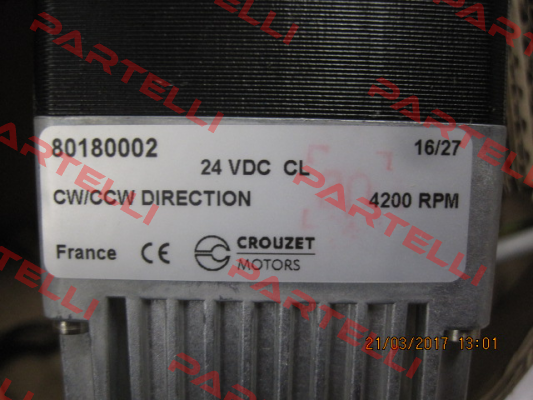 PARTELLI
80180002 16/27
24 VDC CL
CW/CCW DIRECTION 4200 RPM
France CE CROUZET
MOTORS
21/03/2017 13:01